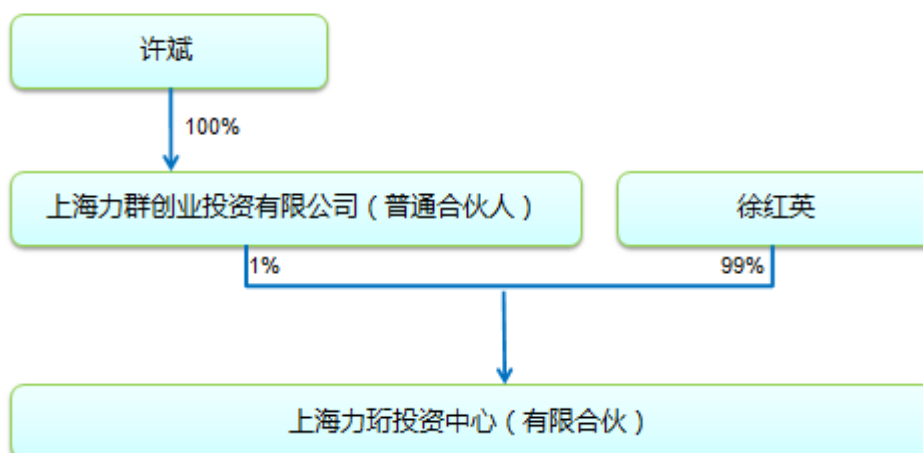 许斌
100%
上海力群创业投资有限公司（普通合伙人）
徐红英
1%
99%
上海力珩投资中心（有限合伙）